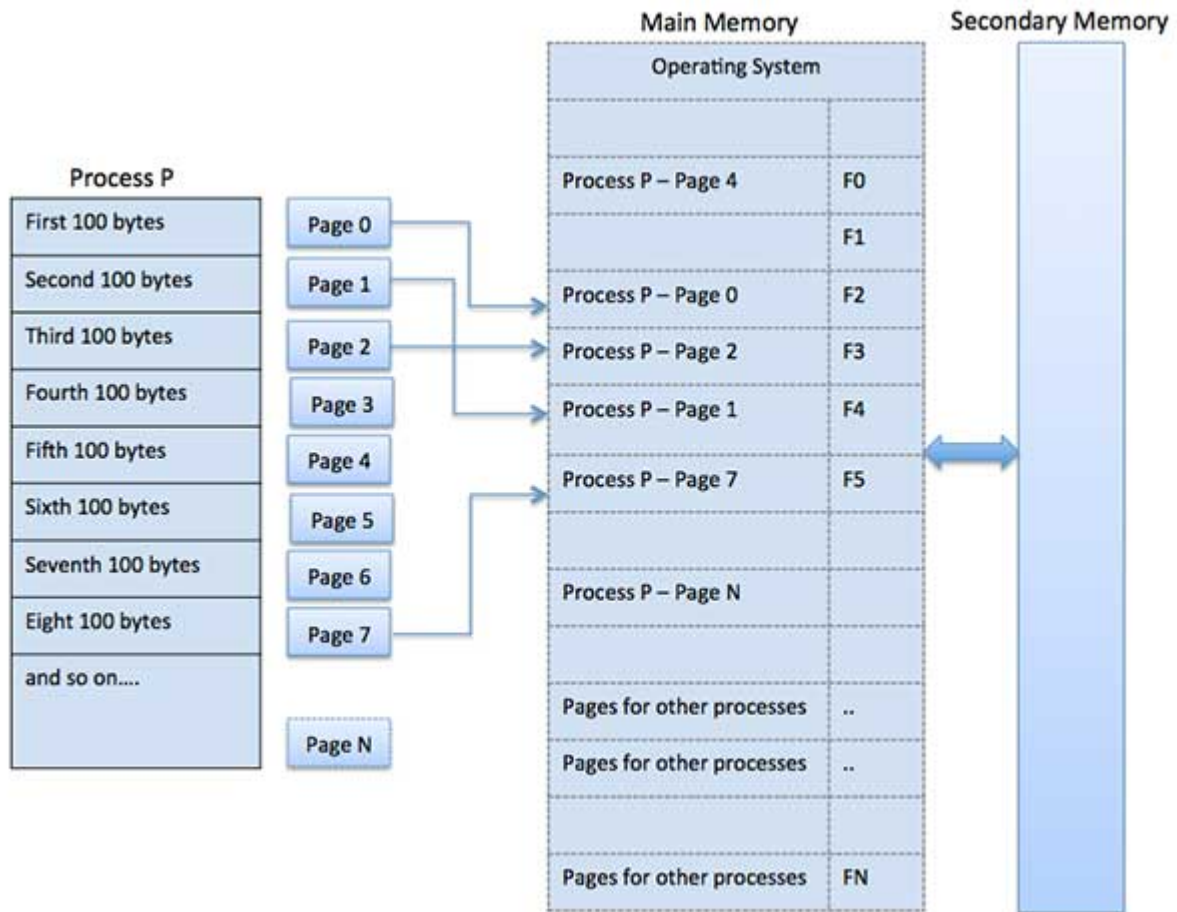 Main Memory
Secondary Memory
Operating System
Process P
First 100 bytes
Second 100 bytes
Third 100 bytes
Fourth 100 bytes
Fifth 100 bytes
Sixth 100 bytes
Seventh 100 bytes
Eight 100 bytes
and so on....
Page 0
Page 1
Page 2
Page 3
Page 4
Page 5
Page 6
Page 7
Page N
Process P – Page 4 F0
F1
Process P – Page 0 F2
Process P – Page 2 F3
Process P – Page 1 F4
Process P – Page 7 F5
Process P – Page N
Pages for other processes ..
Pages for other processes ..
Pages for other processes FN